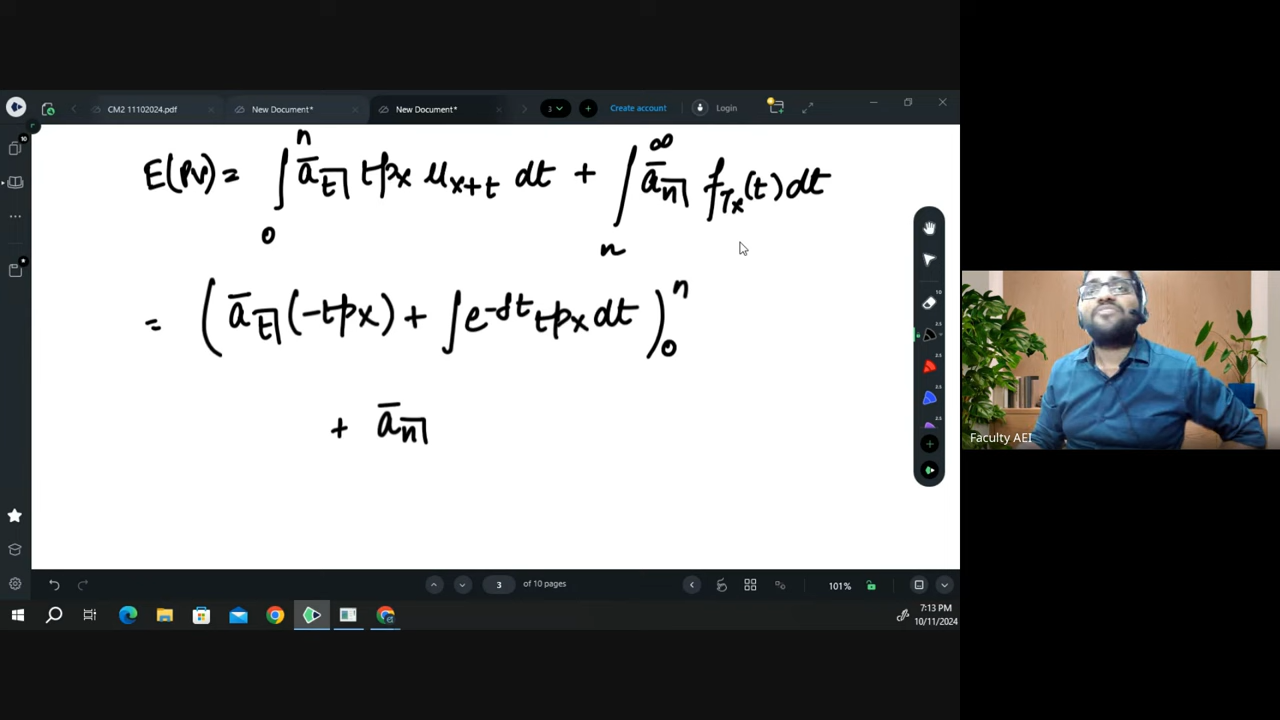 CM2 11102024.pdf
New Document*
New Document*
3
Create account
Login
E(PV) = ∫₀ⁿ ā_t̅| tpx μx+t dt + ∫ₙ^∞ ā_n̅| f_Tx(t) dt
= (ā_t̅| (-tpx) + ∫ e^-δt tpx dt)₀ⁿ
+ ā_n̅|
Faculty AEI
3 of 10 pages
101%
7:13 PM
10/11/2024